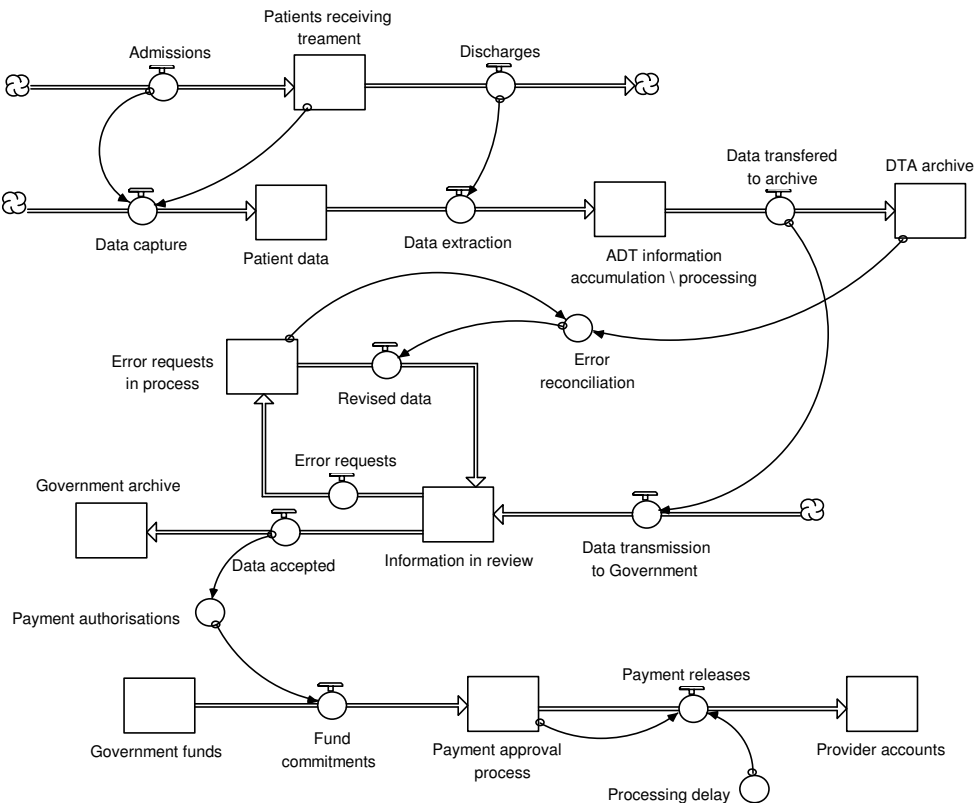 Patients receiving
treament
Admissions
Discharges
Data transfered
to archive
DTA archive
Data capture
Patient data
Data extraction
ADT information
accumulation \ processing
Error requests
in process
Revised data
Error
reconciliation
Error requests
Government archive
Data accepted
Information in review
Data transmission
to Government
Payment authorisations
Payment releases
Government funds
Fund
commitments
Payment approval
process
Provider accounts
Processing delay